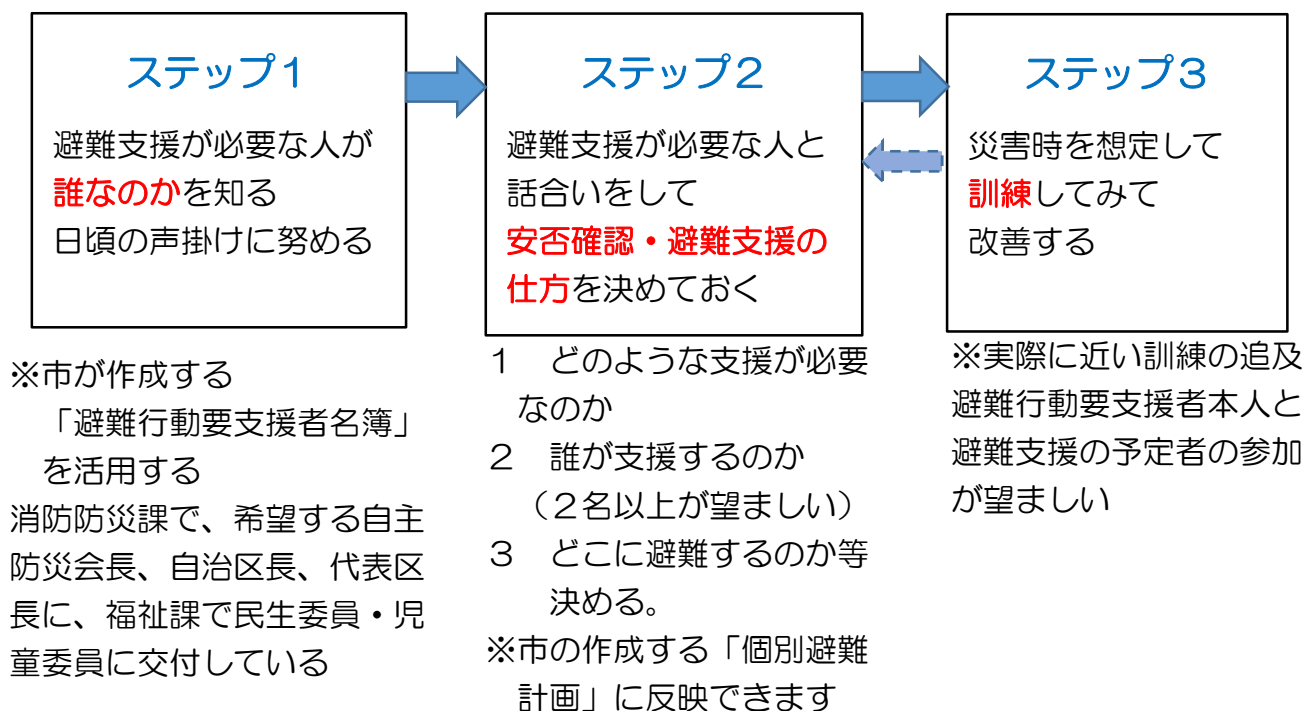 ステップ1
避難支援が必要な人が
誰なのかを知る
日頃の声掛けに努める
※市が作成する
「避難行動要支援者名簿」
を活用する
消防防災課で、希望する自主
防災会長、自治区長、代表区
長に、福祉課で民生委員・児
童委員に交付している
ステップ2
避難支援が必要な人と
話合いをして
安否確認・避難支援の
仕方を決めておく
1 どのような支援が必要
なのか
2 誰が支援するのか
(2名以上が望ましい)
3 どこに避難するのか等
決める。
※市の作成する「個別避難
計画」に反映できます
ステップ3
災害時を想定して
訓練してみて
改善する
※実際に近い訓練の追及
避難行動要支援者本人と
避難支援の予定者の参加
が望ましい